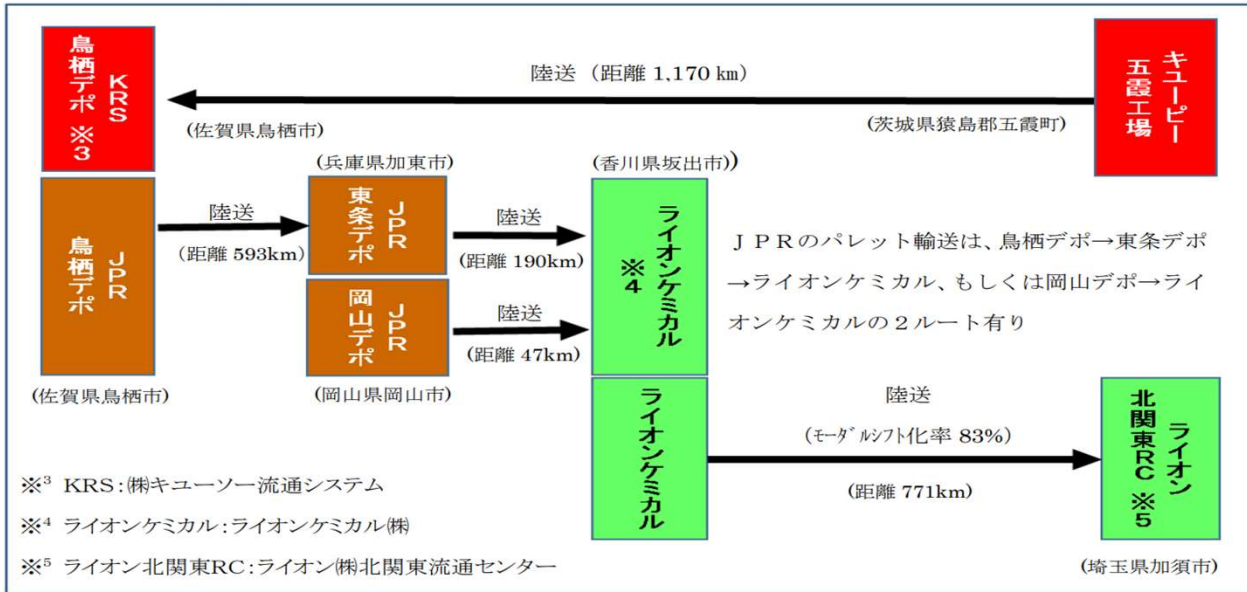 KRS
鳥栖デポ ※3
陸送 (距離 1,170 ㎞)
キユーピー
五霞工場
(佐賀県鳥栖市)
(茨城県猿島郡五霞町)
JPR
鳥栖デポ
(佐賀県鳥栖市)
陸送
(距離 593km)
(兵庫県加東市)
JPR
東条デポ
JPR
岡山デポ
(岡山県岡山市)
陸送
(距離 190km)
陸送
(距離 47km)
(香川県坂出市))
ライオンケミカル
※4
JPRのパレット輸送は、鳥栖デポ→東条デポ
→ライオンケミカル、もしくは岡山デポ→ライ
オンケミカルの2ルート有り
ライオンケミカル
陸送
(モーダルシフト化率 83%)
(距離 771km)
ライオン
北関東RC ※5
(埼玉県加須市)
※3 KRS:㈱キユーソー流通システム
※4 ライオンケミカル:ライオンケミカル㈱
※5 ライオン北関東RC:ライオン㈱北関東流通センター